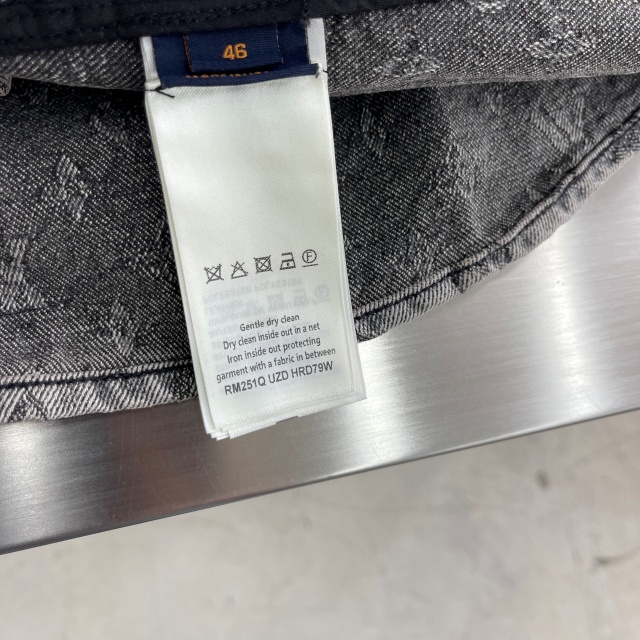 46
Gentle dry clean
Dry clean inside out in a net
Iron inside out protecting
garment with a fabric in between
RM251Q UZD HRD79W